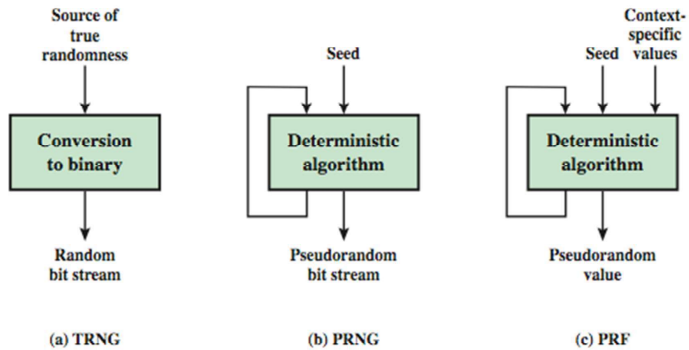 Source of
true
randomness
Conversion
to binary
Random
bit stream
(a) TRNG
Seed
Deterministic
algorithm
Pseudorandom
bit stream
(b) PRNG
Context-
specific
values
Seed
Deterministic
algorithm
Pseudorandom
value
(c) PRF